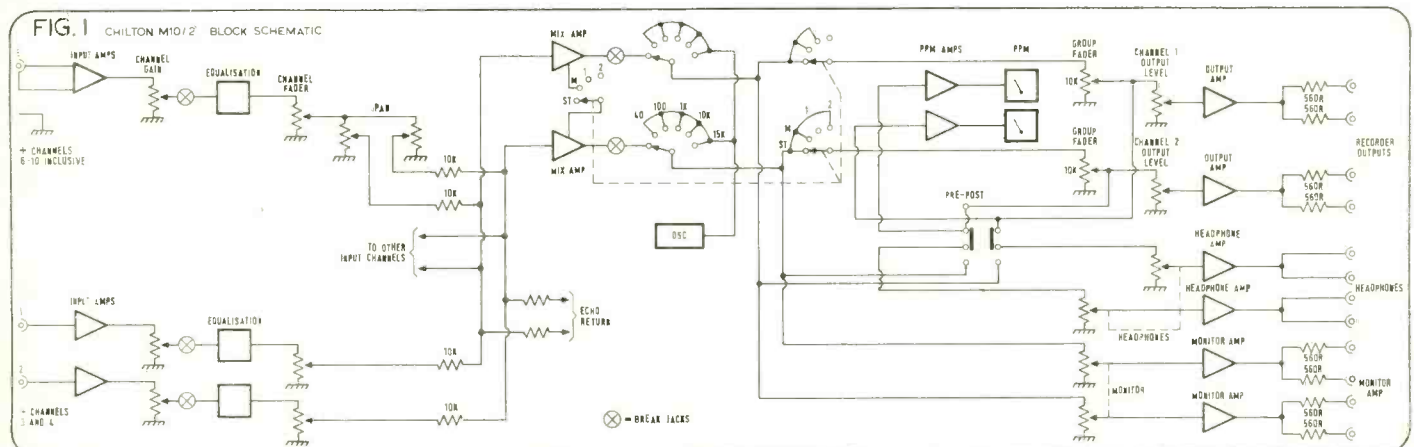 FIG. 1 CHILTON M10/2 BLOCK SCHEMATIC
INPUT AMPS
CHANNEL
GAIN
EQUALISATION
CHANNEL
FADER
PAN
+ CHANNELS
6-10 INCLUSIVE
10K
10K
TO OTHER
INPUT CHANNELS
ECHO
RETURN
1
INPUT AMPS
EQUALISATION
10K
2
+ CHANNELS
3 AND 4
10K
MIX AMP
M
1
2
ST
MIX AMP
40
100
1K
10K
15K
OSC
= BREAK JACKS
ST
M
1
2
PPM AMPS
PPM
GROUP
FADER
10K
CHANNEL 1
OUTPUT
LEVEL
OUTPUT
AMP
560R
560R
GROUP
FADER
10K
CHANNEL 2
OUTPUT
LEVEL
OUTPUT
AMP
560R
560R
RECORDER
OUTPUTS
PRE-POST
HEADPHONE
AMP
HEADPHONE AMP
HEADPHONES
HEADPHONES
MONITOR AMP
560R
560R
MONITOR
MONITOR AMP
560R
560R
MONITOR
AMP